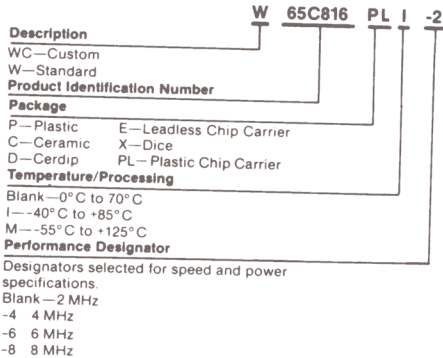 W 65C816 PL I -2
Description
WC—Custom
W—Standard
Product Identification Number
Package
P—Plastic E—Leadless Chip Carrier
C—Ceramic X—Dice
D—Cerdip PL—Plastic Chip Carrier
Temperature/Processing
Blank—0°C to 70°C
I—-40°C to +85°C
M—-55°C to +125°C
Performance Designator
Designators selected for speed and power
specifications.
Blank—2 MHz
-4 4 MHz
-6 6 MHz
-8 8 MHz